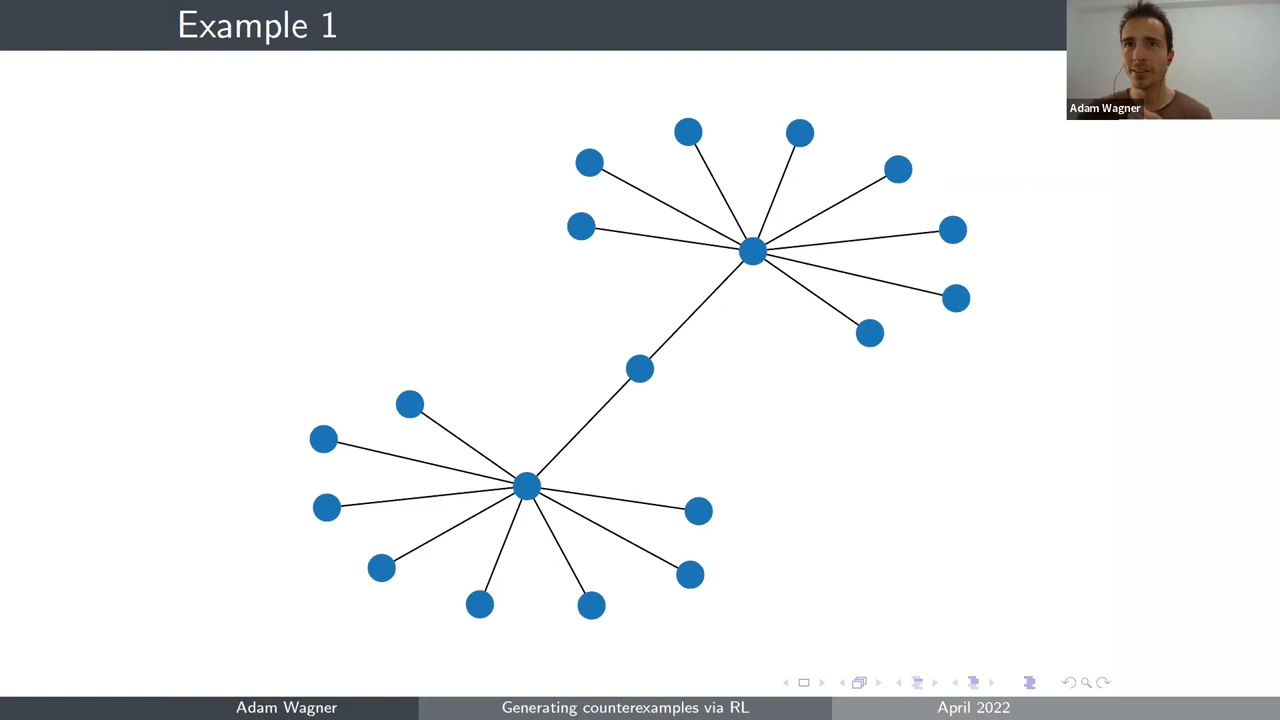 Example 1
Adam Wagner
Adam Wagner
Generating counterexamples via RL
April 2022